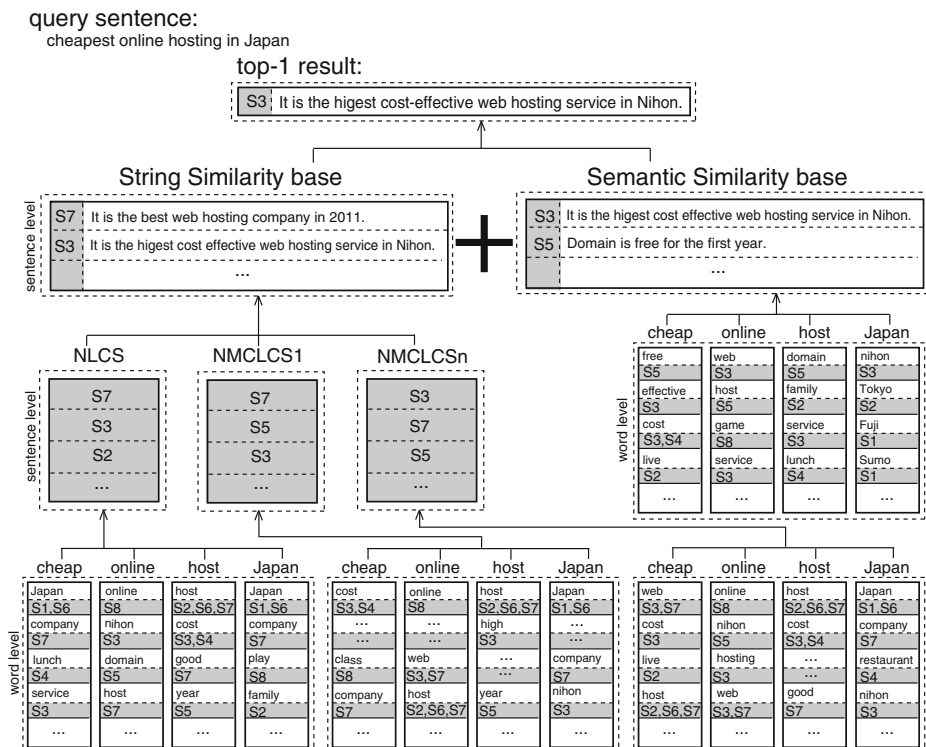 query sentence:
cheapest online hosting in Japan
top-1 result:
S3 It is the higest cost-effective web hosting service in Nihon.
String Similarity base
Semantic Similarity base
sentence level
S7 It is the best web hosting company in 2011.
S3 It is the higest cost effective web hosting service in Nihon.
...
+
S3 It is the higest cost effective web hosting service in Nihon.
S5 Domain is free for the first year.
...
NLCS NMCLCS1 NMCLCSn
sentence level
S7 S7 S3
S3 S5 S7
S2 S3 S5
... ... ...
cheap online host Japan
word level
free web domain nihon
S5 S3 S5 S3
effective host family Tokyo
S3 S5 S2 S2
cost game service Fuji
S3,S4 S8 S3 S1
live service lunch Sumo
S2 S3 S4 S1
... ... ... ...
cheap online host Japan
word level
Japan online host Japan
S1,S6 S8 S2,S6,S7 S1,S6
company nihon cost company
S7 S3 S3,S4 S7
lunch domain good play
S4 S5 S7 S8
service host year family
S3 S7 S5 S2
... ... ... ...
cheap online host Japan
cost online host Japan
S3,S4 S8 S2,S6,S7 S1,S6
... ... high ...
... ... S3 ...
class web ... company
S8 S3,S7 ... S7
company host year nihon
S7 S2,S6,S7 S5 S3
... ... ... ...
cheap online host Japan
web online host Japan
S3,S7 S8 S2,S6,S7 S1,S6
cost nihon cost company
S3 S5 S3,S4 S7
live hosting ... restaurant
S2 S3 ... S4
host web good nihon
S2,S6,S7 S3,S7 S7 S3
... ... ... ...